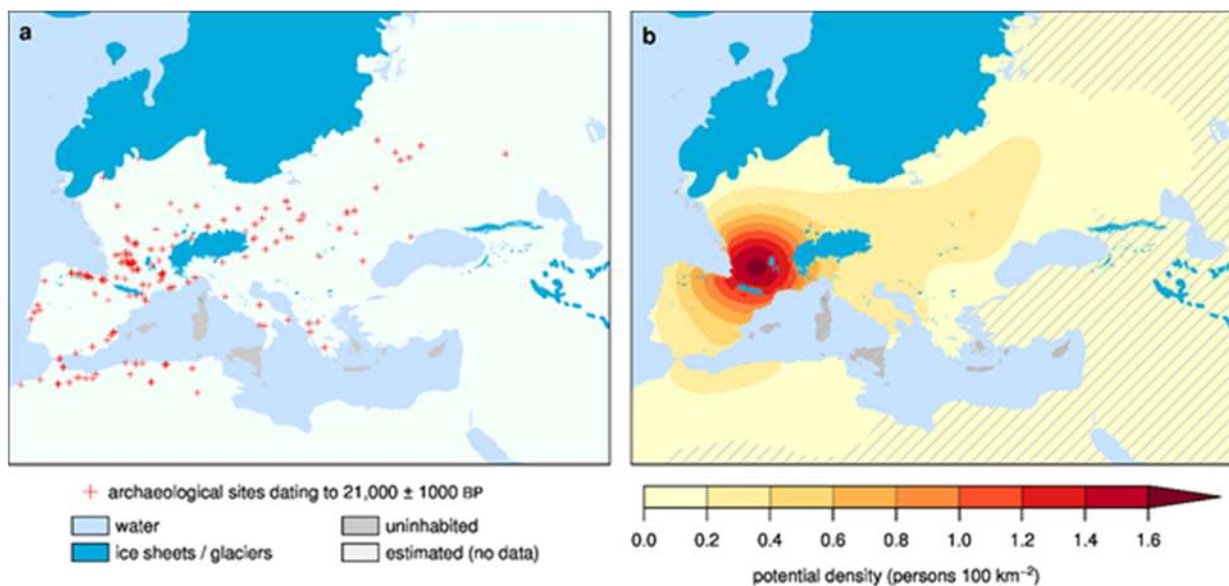 a
b
+ archaeological sites dating to 21,000 ± 1000 BP
water
uninhabited
ice sheets / glaciers
estimated (no data)
0.0 0.2 0.4 0.6 0.8 1.0 1.2 1.4 1.6
potential density (persons 100 km⁻²)